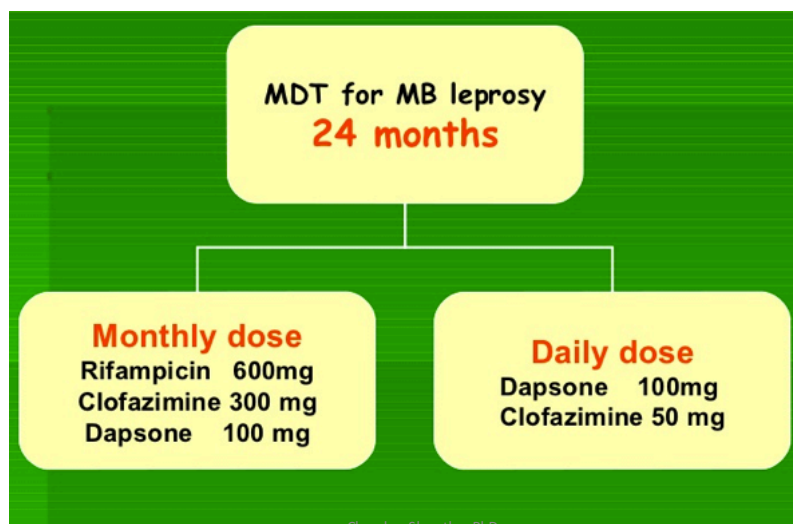 MDT for MB leprosy
24 months
Monthly dose
Rifampicin 600mg
Clofazimine 300 mg
Dapsone 100 mg
Daily dose
Dapsone 100mg
Clofazimine 50 mg